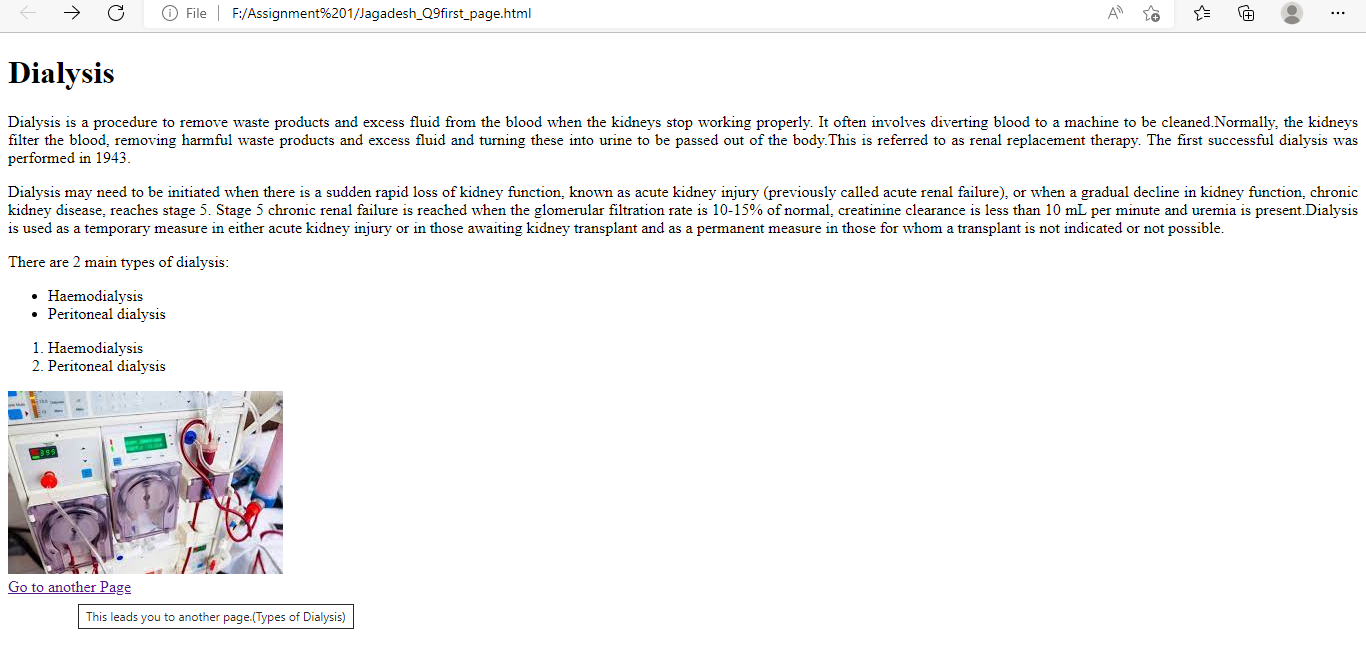 File F:/Assignment%201/Jagadesh_Q9first_page.html
Dialysis
Dialysis is a procedure to remove waste products and excess fluid from the blood when the kidneys stop working properly. It often involves diverting blood to a machine to be cleaned.Normally, the kidneys
filter the blood, removing harmful waste products and excess fluid and turning these into urine to be passed out of the body.This is referred to as renal replacement therapy. The first successful dialysis was
performed in 1943.
Dialysis may need to be initiated when there is a sudden rapid loss of kidney function, known as acute kidney injury (previously called acute renal failure), or when a gradual decline in kidney function, chronic
kidney disease, reaches stage 5. Stage 5 chronic renal failure is reached when the glomerular filtration rate is 10-15% of normal, creatinine clearance is less than 10 mL per minute and uremia is present.Dialysis
is used as a temporary measure in either acute kidney injury or in those awaiting kidney transplant and as a permanent measure in those for whom a transplant is not indicated or not possible.
There are 2 main types of dialysis:
• Haemodialysis
• Peritoneal dialysis
1. Haemodialysis
2. Peritoneal dialysis
399
Go to another Page
This leads you to another page.(Types of Dialysis)